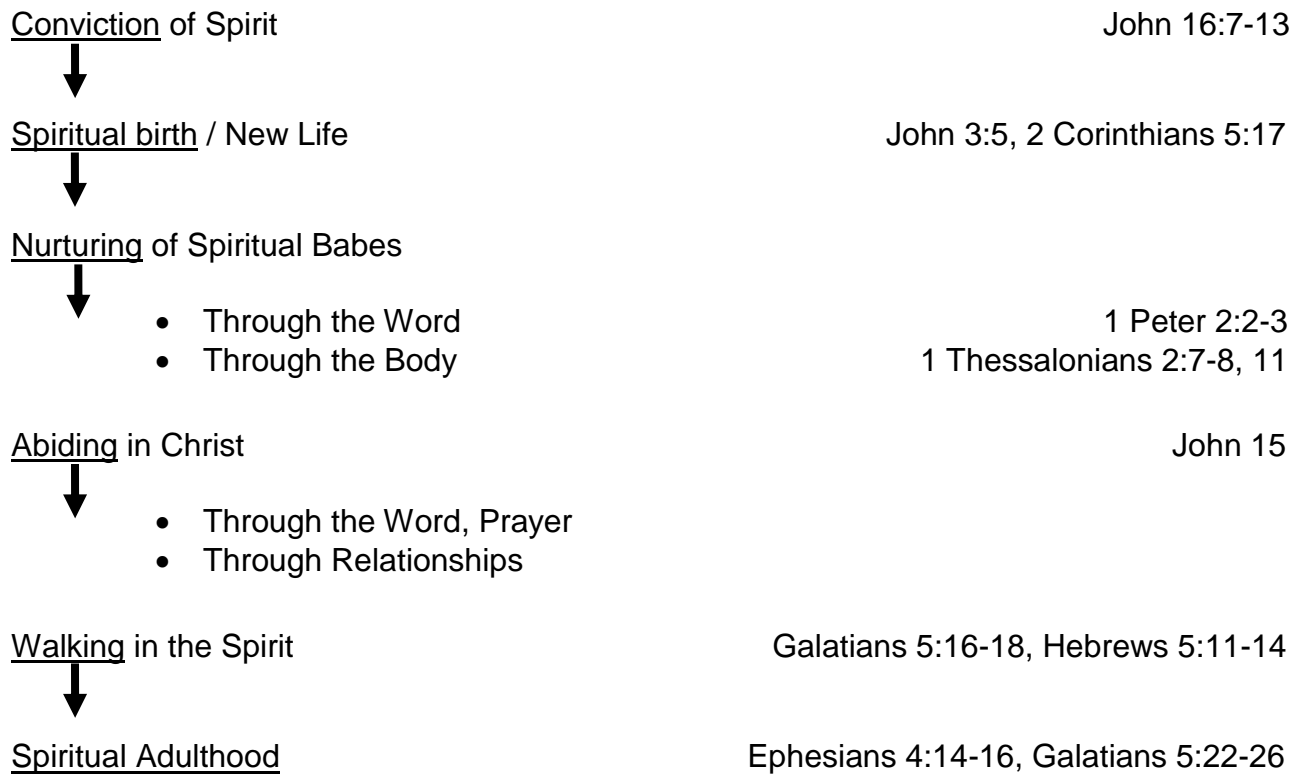 Conviction of Spirit John 16:7-13
Spiritual birth / New Life John 3:5, 2 Corinthians 5:17
Nurturing of Spiritual Babes
• Through the Word 1 Peter 2:2-3
• Through the Body 1 Thessalonians 2:7-8, 11
Abiding in Christ John 15
• Through the Word, Prayer
• Through Relationships
Walking in the Spirit Galatians 5:16-18, Hebrews 5:11-14
Spiritual Adulthood Ephesians 4:14-16, Galatians 5:22-26